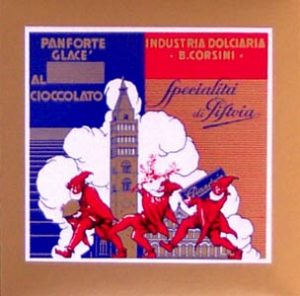 PANFORTE
GLACE'
AL
CIOCCOLATO
INDUSTRIA DOLCIARIA
- B. CORSINI -
Specialità
di Pistoia